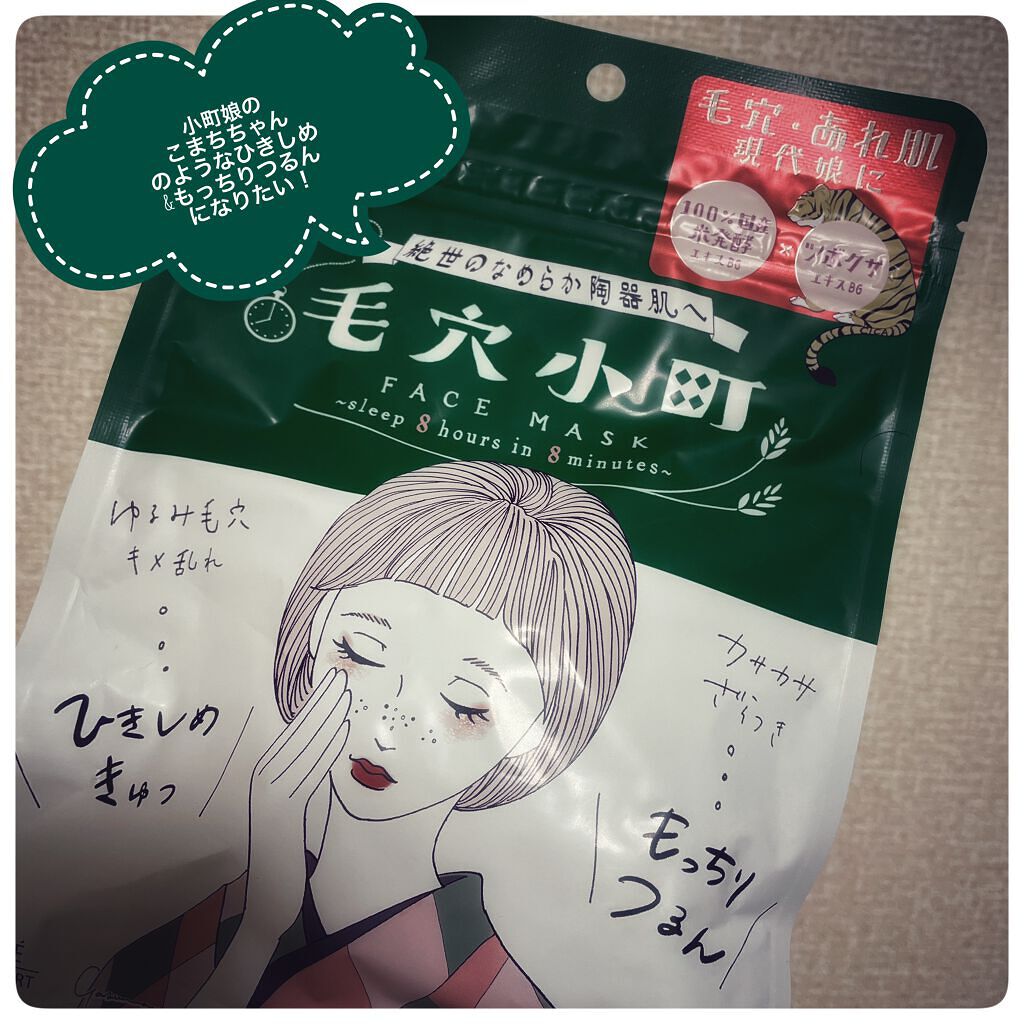 小町娘の
こまちちゃん
のようなひきしめ
&もっちりつるん
になりたい！
毛穴・あれ肌
現代娘に
100%国産
米発酵
エキスBG
×
ツボクサ
エキスBG
CICA
絶世のなめらか陶器肌へ
毛穴小町
FACE MASK
~sleep 8 hours in 8 minutes~
ゆるみ毛穴
キメ乱れ
ひきしめ
きゅっ
カサカサ
ざらつき
もっちり
つるん